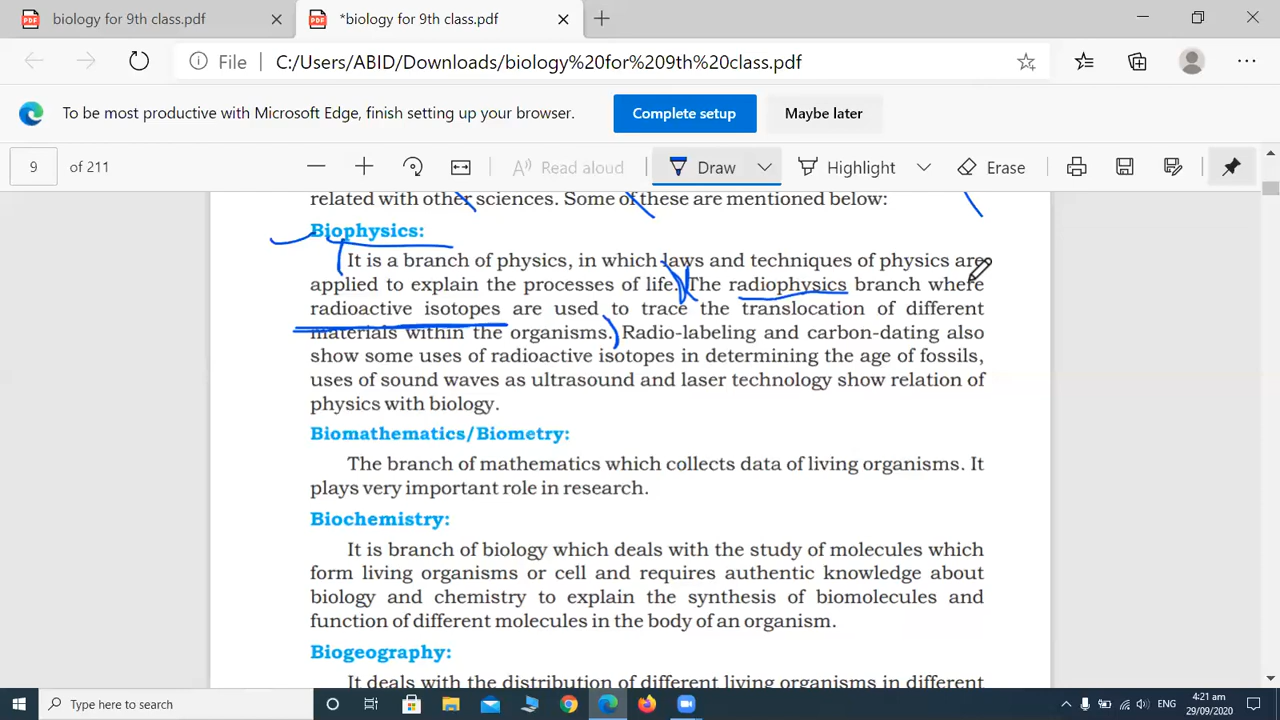 biology for 9th class.pdf
*biology for 9th class.pdf
File C:/Users/ABID/Downloads/biology%20for%209th%20class.pdf
To be most productive with Microsoft Edge, finish setting up your browser. Complete setup Maybe later
9 of 211 Read aloud Draw Highlight Erase
related with other sciences. Some of these are mentioned below:
Biophysics:
It is a branch of physics, in which laws and techniques of physics are
applied to explain the processes of life. The radiophysics branch where
radioactive isotopes are used to trace the translocation of different
materials within the organisms. Radio-labeling and carbon-dating also
show some uses of radioactive isotopes in determining the age of fossils,
uses of sound waves as ultrasound and laser technology show relation of
physics with biology.
Biomathematics/Biometry:
The branch of mathematics which collects data of living organisms. It
plays very important role in research.
Biochemistry:
It is branch of biology which deals with the study of molecules which
form living organisms or cell and requires authentic knowledge about
biology and chemistry to explain the synthesis of biomolecules and
function of different molecules in the body of an organism.
Biogeography:
It deals with the distribution of different living organisms in different
Type here to search
4:21 am
29/09/2020